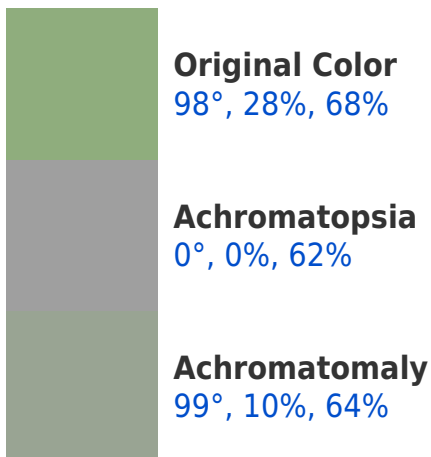 Original Color
98°, 28%, 68%
Achromatopsia
0°, 0%, 62%
Achromatomaly
99°, 10%, 64%